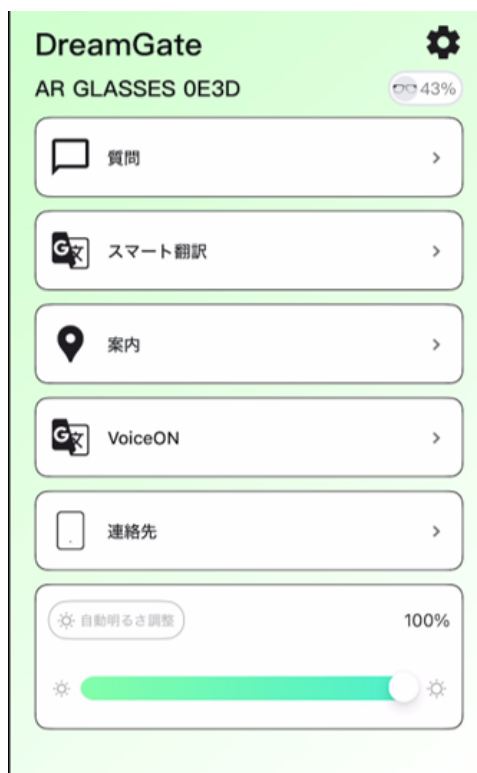 DreamGate
AR GLASSES 0E3D
43%
質問
スマート翻訳
案内
VoiceON
連絡先
自動明るさ調整
100%